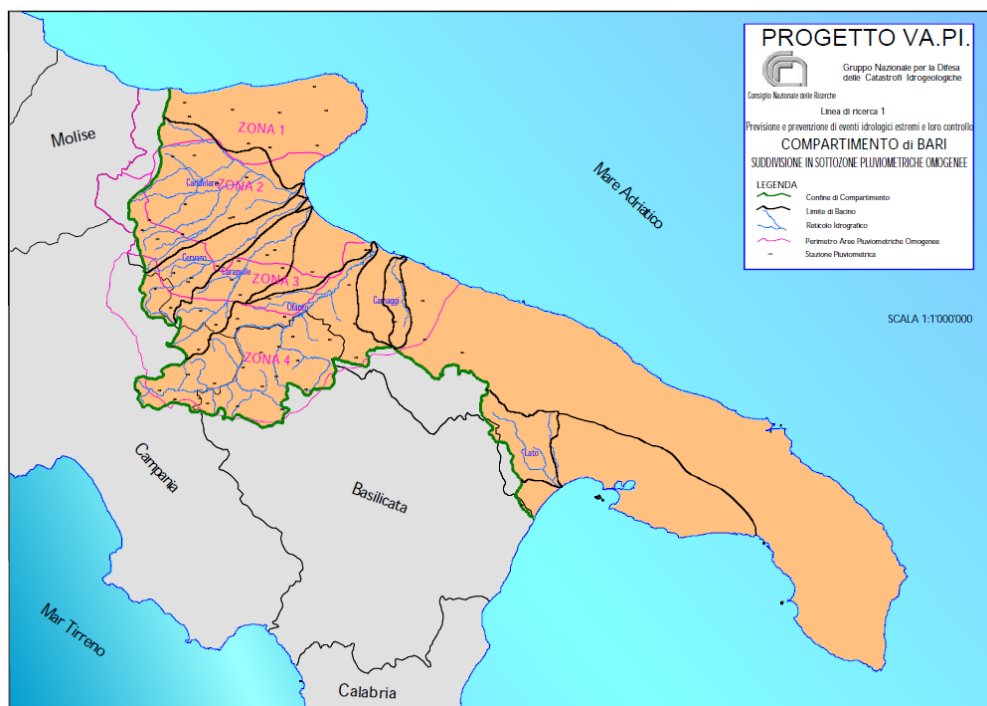 PROGETTO VA.PI.
Gruppo Nazionale per la Difesa
delle Catastrofi Idrogeologiche
Consiglio Nazionale delle Ricerche
Linea di ricerca 1
Previsione e prevenzione di eventi idrologici estremi e loro controllo
COMPARTIMENTO di BARI
SUDDIVISIONE IN SOTTOZONE PLUVIOMETRICHE OMOGENEE
LEGENDA
Confine di Compartimento
Limite di Bacino
Reticolo Idrografico
Perimetro Aree Pluviometriche Omogenee
Stazione Pluviometrica
SCALA 1:1'000'000
Molise
ZONA 1
Mare Adriatico
Candelaro
ZONA 2
Cervaro
Carapelle
ZONA 3
Ofanto
Carnaggi
ZONA 4
Campania
Basilicata
Lato
Mar Tirreno
Calabria